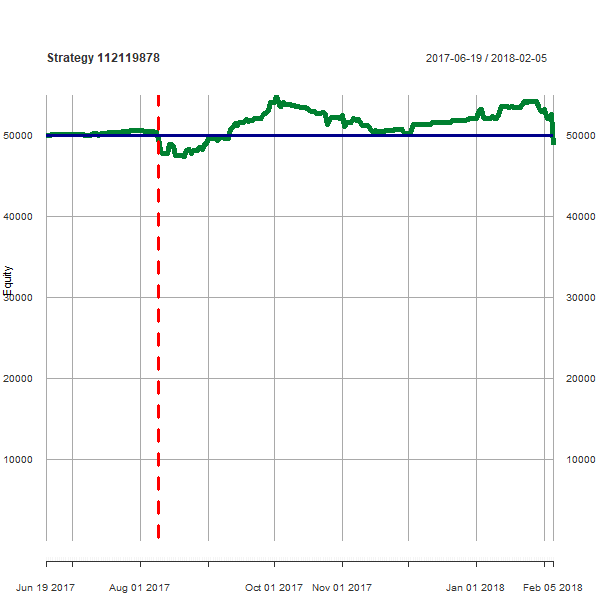 Strategy 112119878
2017-06-19 / 2018-02-05
50000 50000
40000 40000
Equity
30000 30000
20000 20000
10000 10000
Jun 19 2017 Aug 01 2017 Oct 01 2017 Nov 01 2017 Jan 01 2018 Feb 05 2018